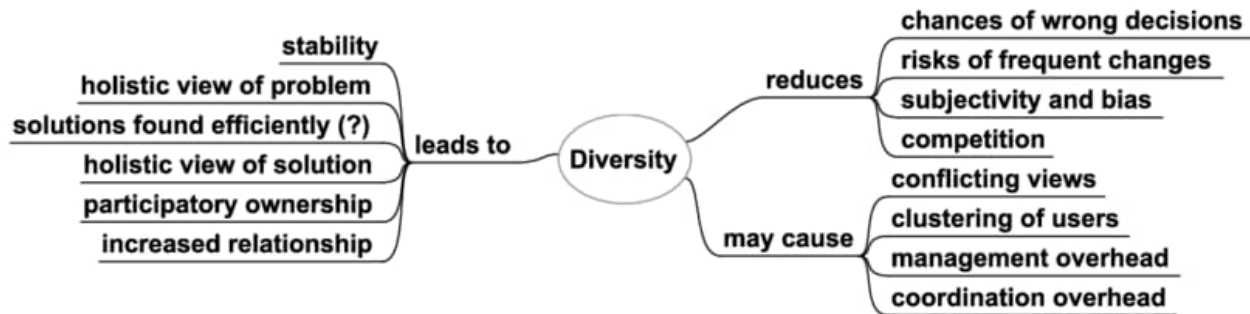 stability
holistic view of problem
solutions found efficiently (?)
holistic view of solution
participatory ownership
increased relationship
leads to
Diversity
reduces
chances of wrong decisions
risks of frequent changes
subjectivity and bias
competition
may cause
conflicting views
clustering of users
management overhead
coordination overhead